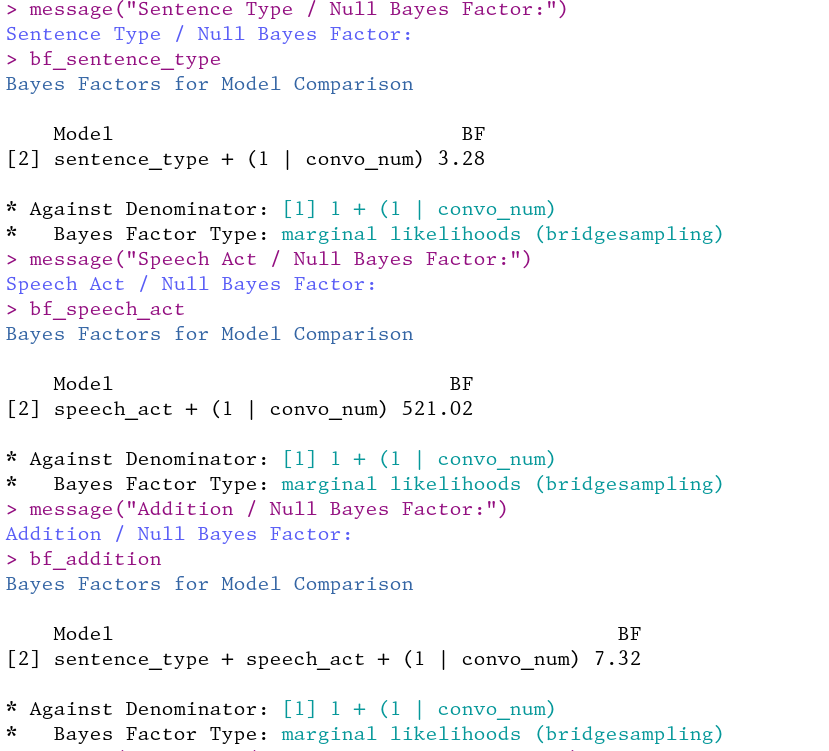 > message("Sentence Type / Null Bayes Factor:")
Sentence Type / Null Bayes Factor:
> bf_sentence_type
Bayes Factors for Model Comparison
    Model                             BF
[2] sentence_type + (1 | convo_num) 3.28
* Against Denominator: [1] 1 + (1 | convo_num)
*   Bayes Factor Type: marginal likelihoods (bridgesampling)
> message("Speech Act / Null Bayes Factor:")
Speech Act / Null Bayes Factor:
> bf_speech_act
Bayes Factors for Model Comparison
    Model                            BF
[2] speech_act + (1 | convo_num) 521.02
* Against Denominator: [1] 1 + (1 | convo_num)
*   Bayes Factor Type: marginal likelihoods (bridgesampling)
> message("Addition / Null Bayes Factor:")
Addition / Null Bayes Factor:
> bf_addition
Bayes Factors for Model Comparison
    Model                                          BF
[2] sentence_type + speech_act + (1 | convo_num) 7.32
* Against Denominator: [1] 1 + (1 | convo_num)
*   Bayes Factor Type: marginal likelihoods (bridgesampling)